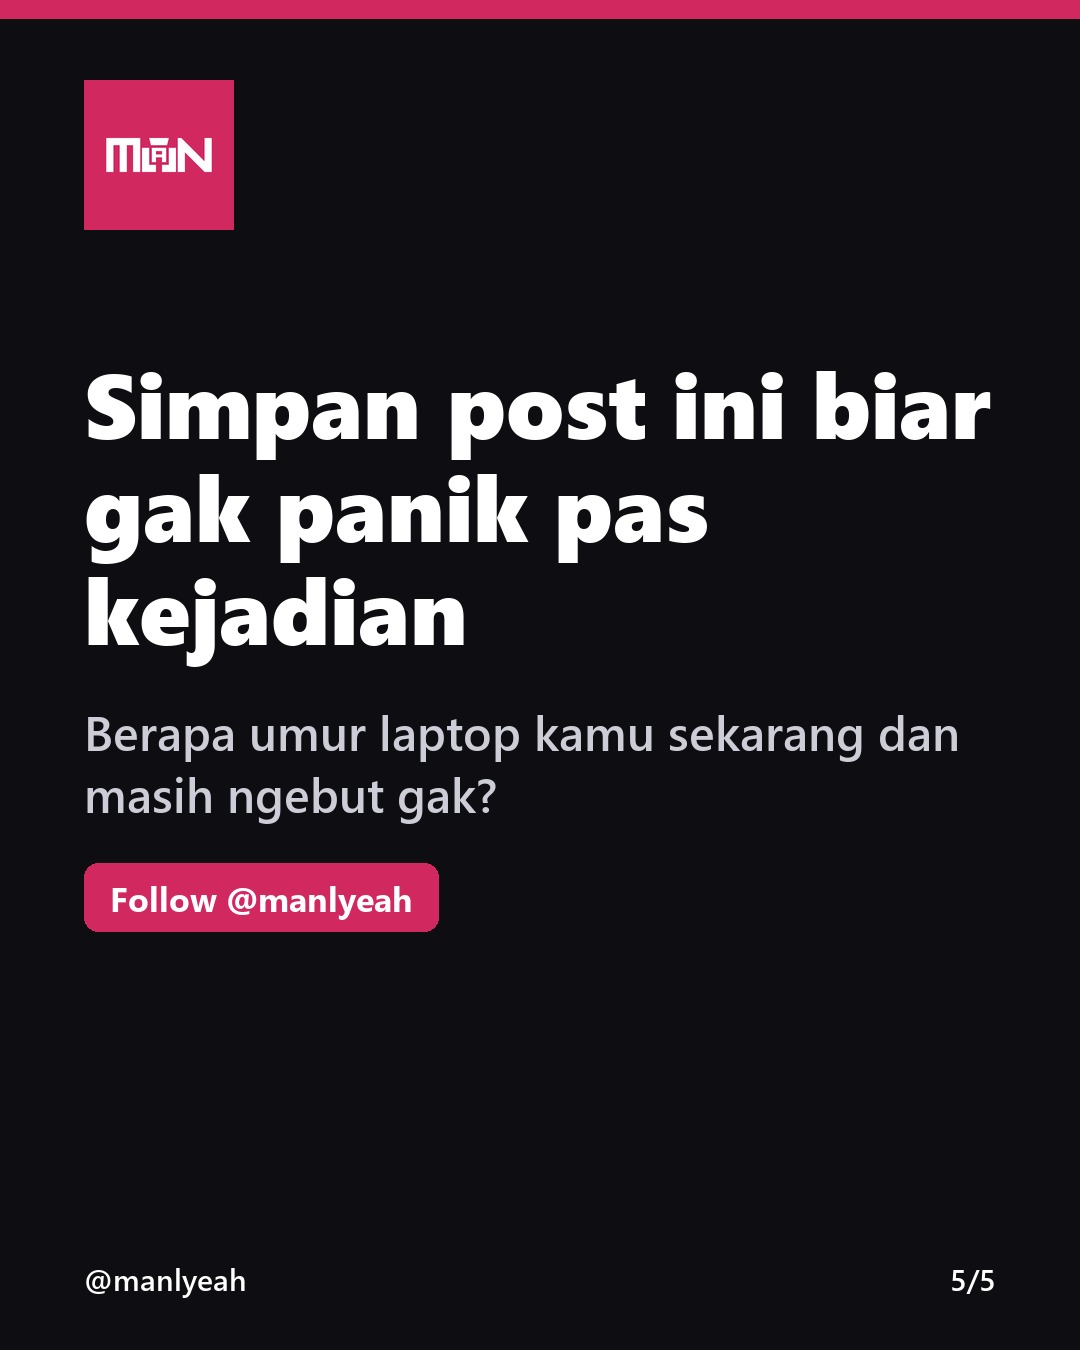 MAN
Simpan post ini biar
gak panik pas
kejadian
Berapa umur laptop kamu sekarang dan
masih ngebut gak?
Follow @manlyeah
@manlyeah
5/5